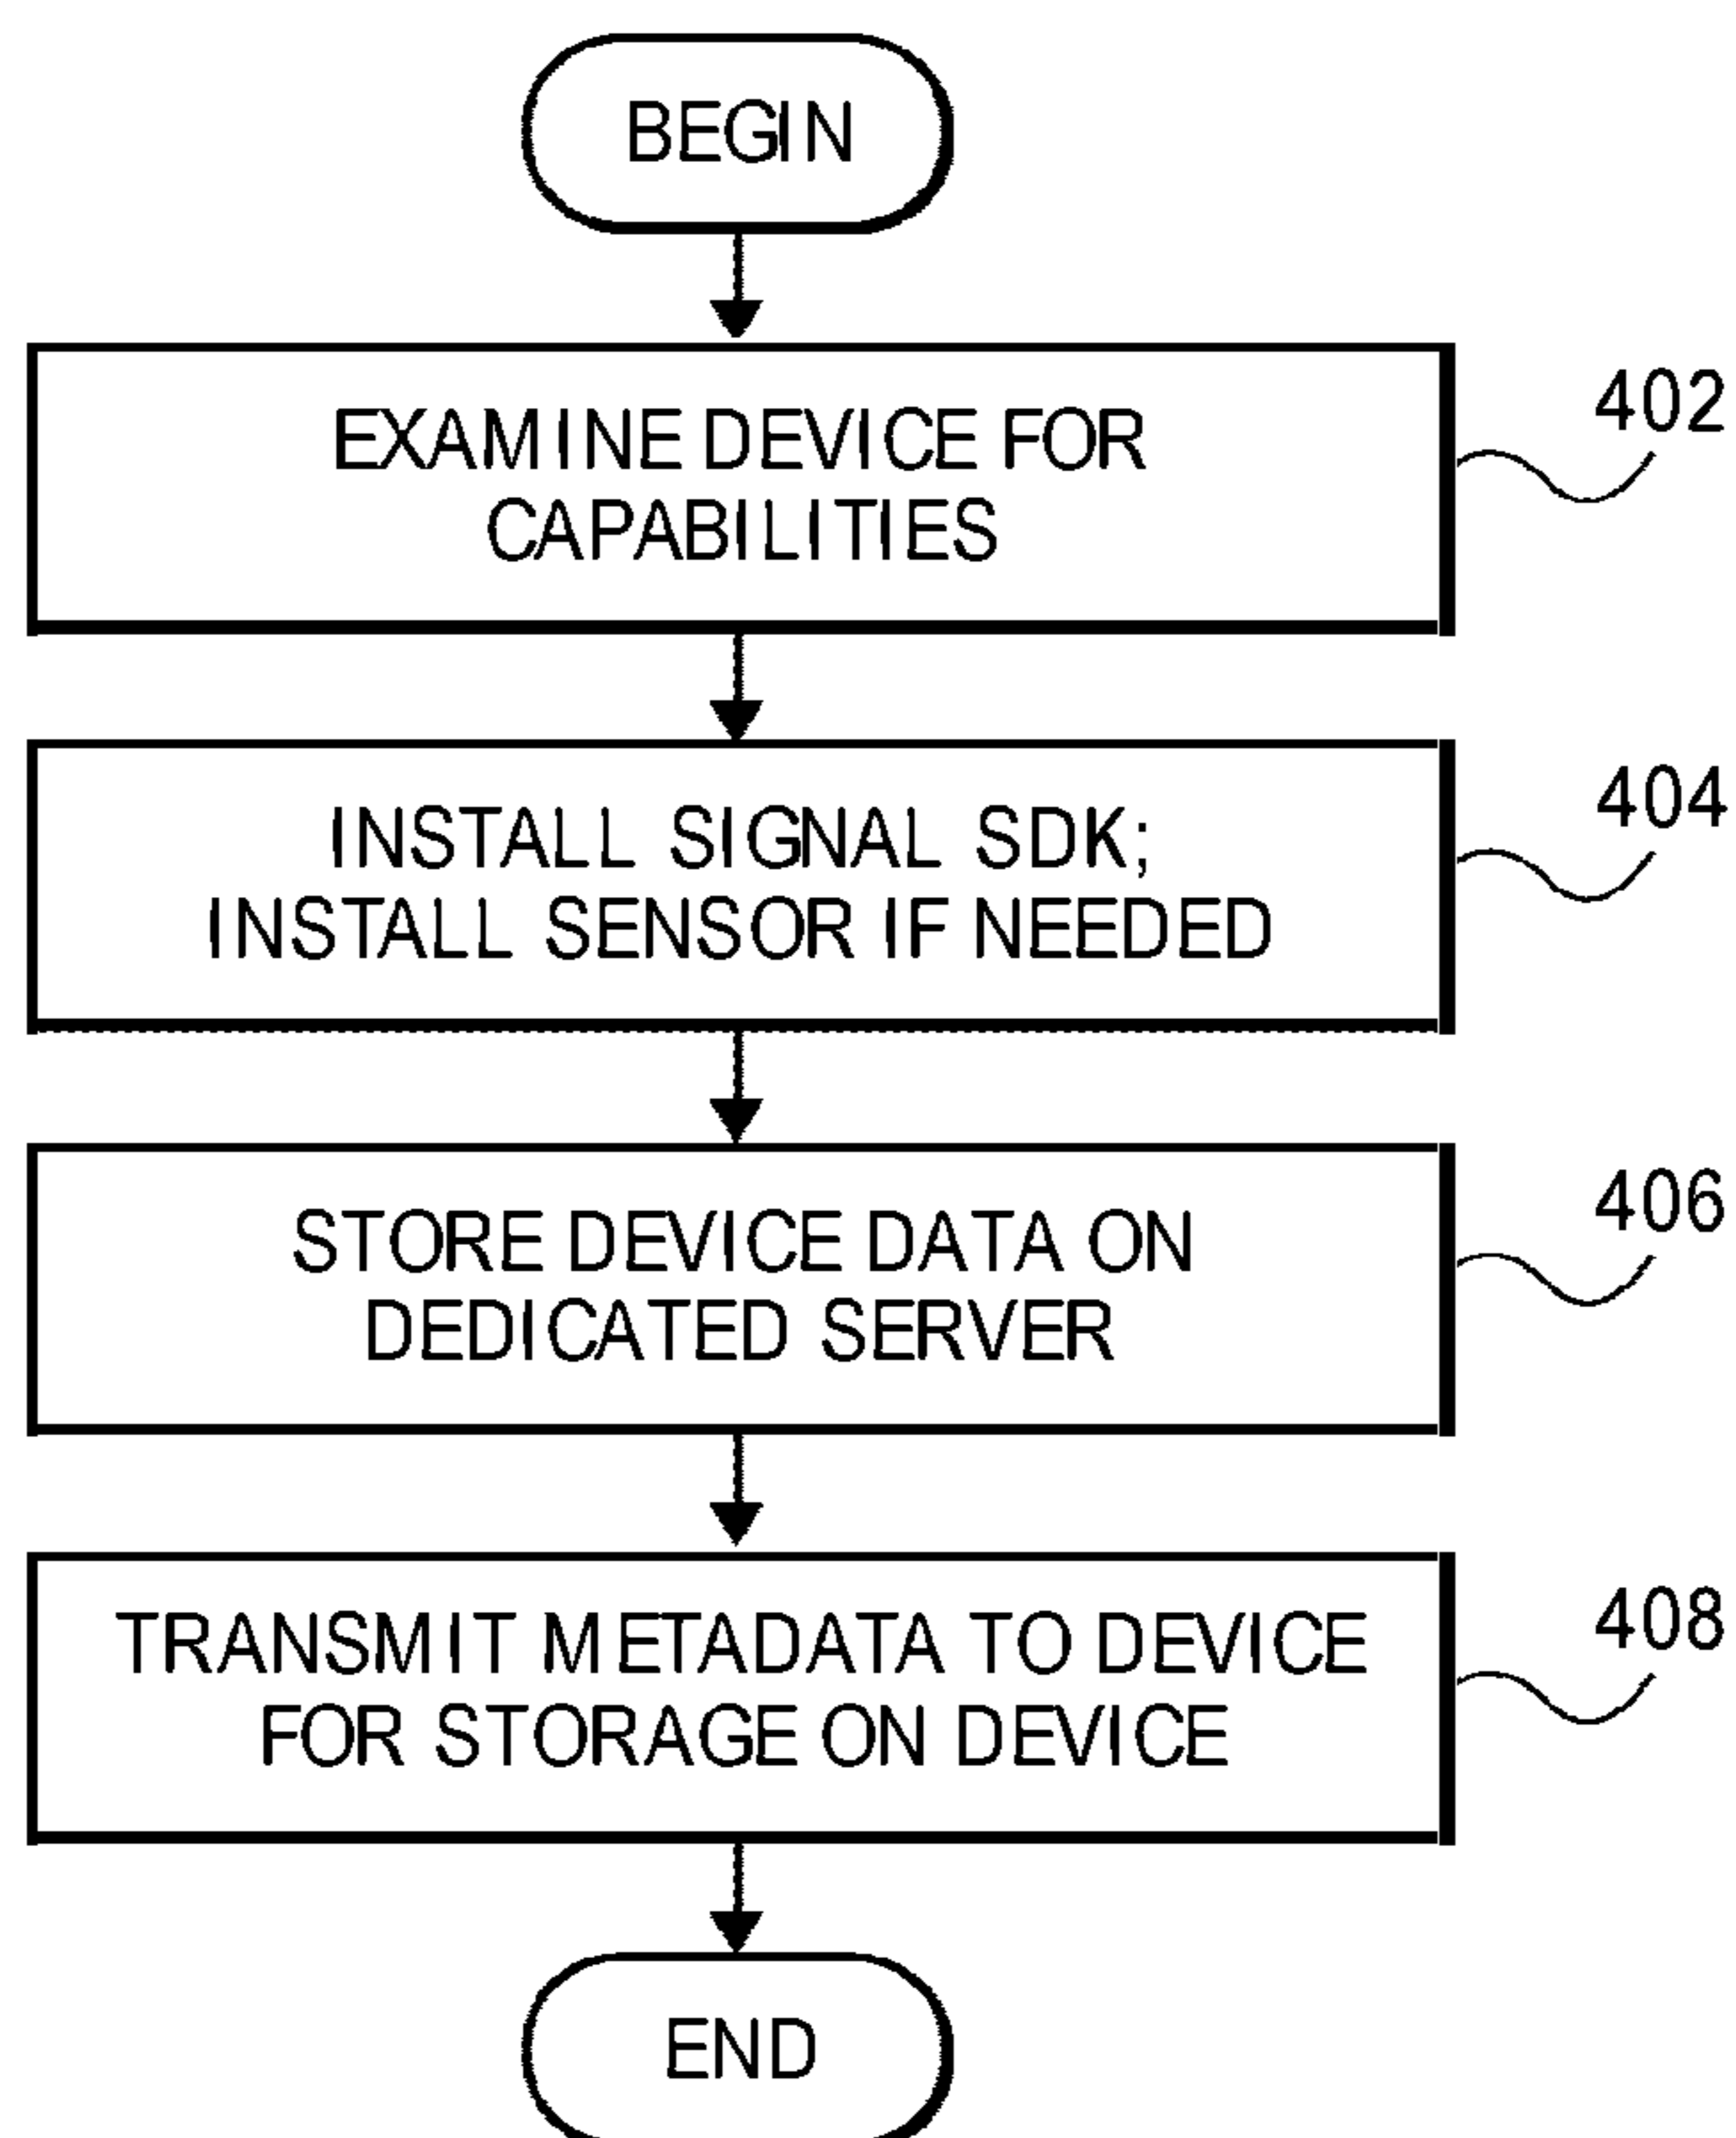 BEGIN
EXAMINE DEVICE FOR
CAPABILITIES
402
INSTALL SIGNAL SDK;
INSTALL SENSOR IF NEEDED
404
STORE DEVICE DATA ON
DEDICATED SERVER
406
TRANSMIT METADATA TO DEVICE
FOR STORAGE ON DEVICE
408
END